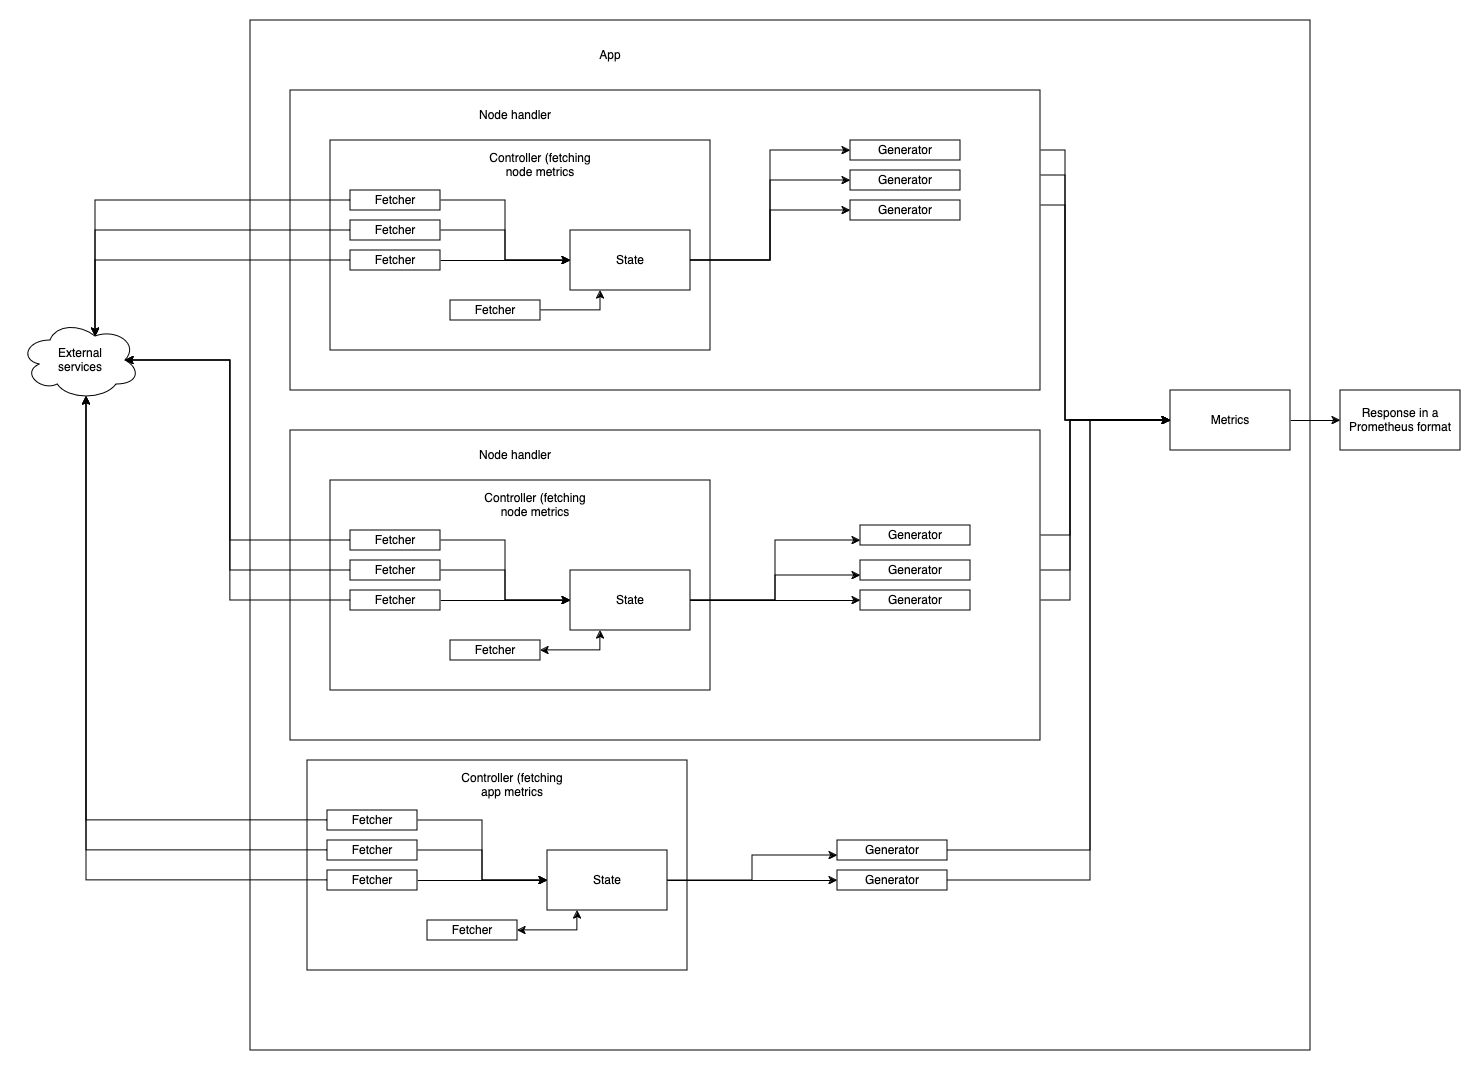 App
Node handler
Controller (fetching
node metrics
Fetcher
Fetcher
Fetcher
State
Fetcher
Generator
Generator
Generator
External
services
Node handler
Controller (fetching
node metrics
Fetcher
Fetcher
Fetcher
State
Fetcher
Generator
Generator
Generator
Controller (fetching
app metrics
Fetcher
Fetcher
Fetcher
State
Fetcher
Generator
Generator
Metrics
Response in a
Prometheus format